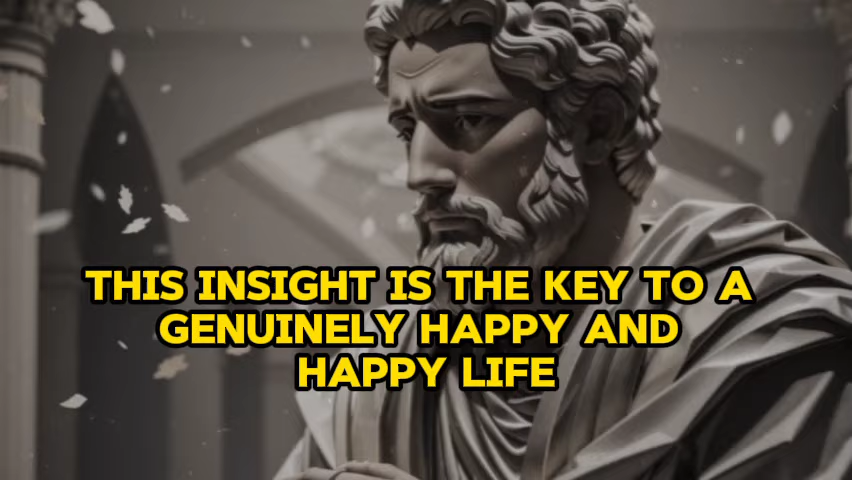 THIS INSIGHT IS THE KEY TO A
GENUINELY HAPPY AND
HAPPY LIFE